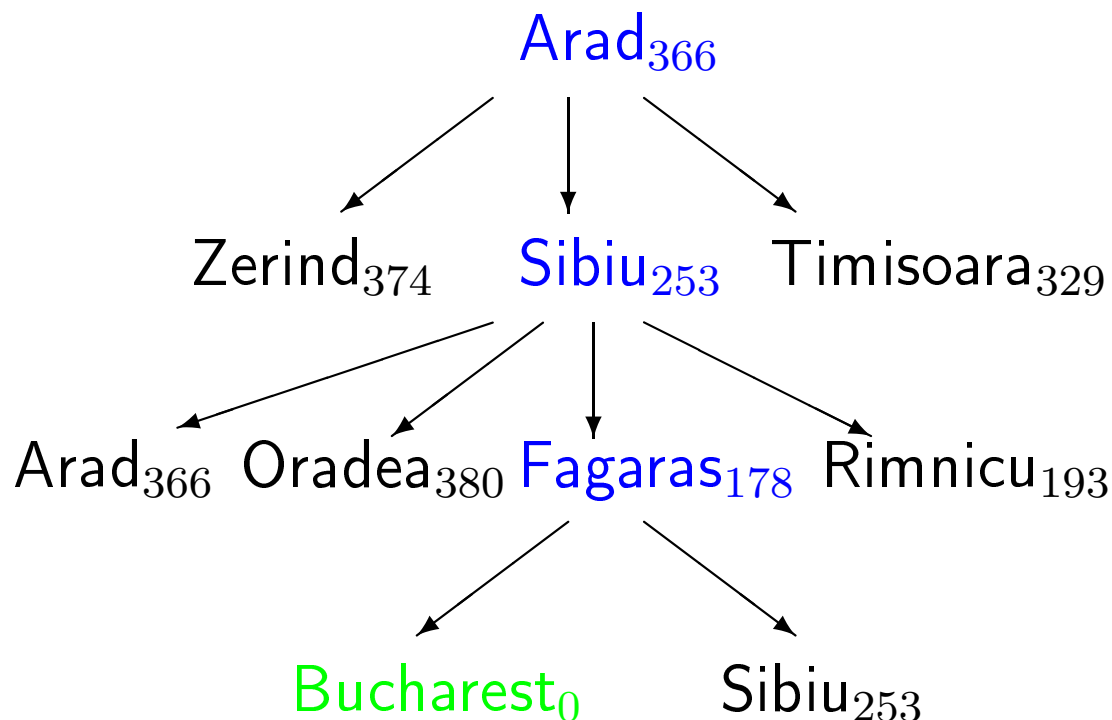 Arad₃₆₆
Zerind₃₇₄ Sibiu₂₅₃ Timisoara₃₂₉
Arad₃₆₆ Oradea₃₈₀ Fagaras₁₇₈ Rimnicu₁₉₃
Bucharest₀ Sibiu₂₅₃